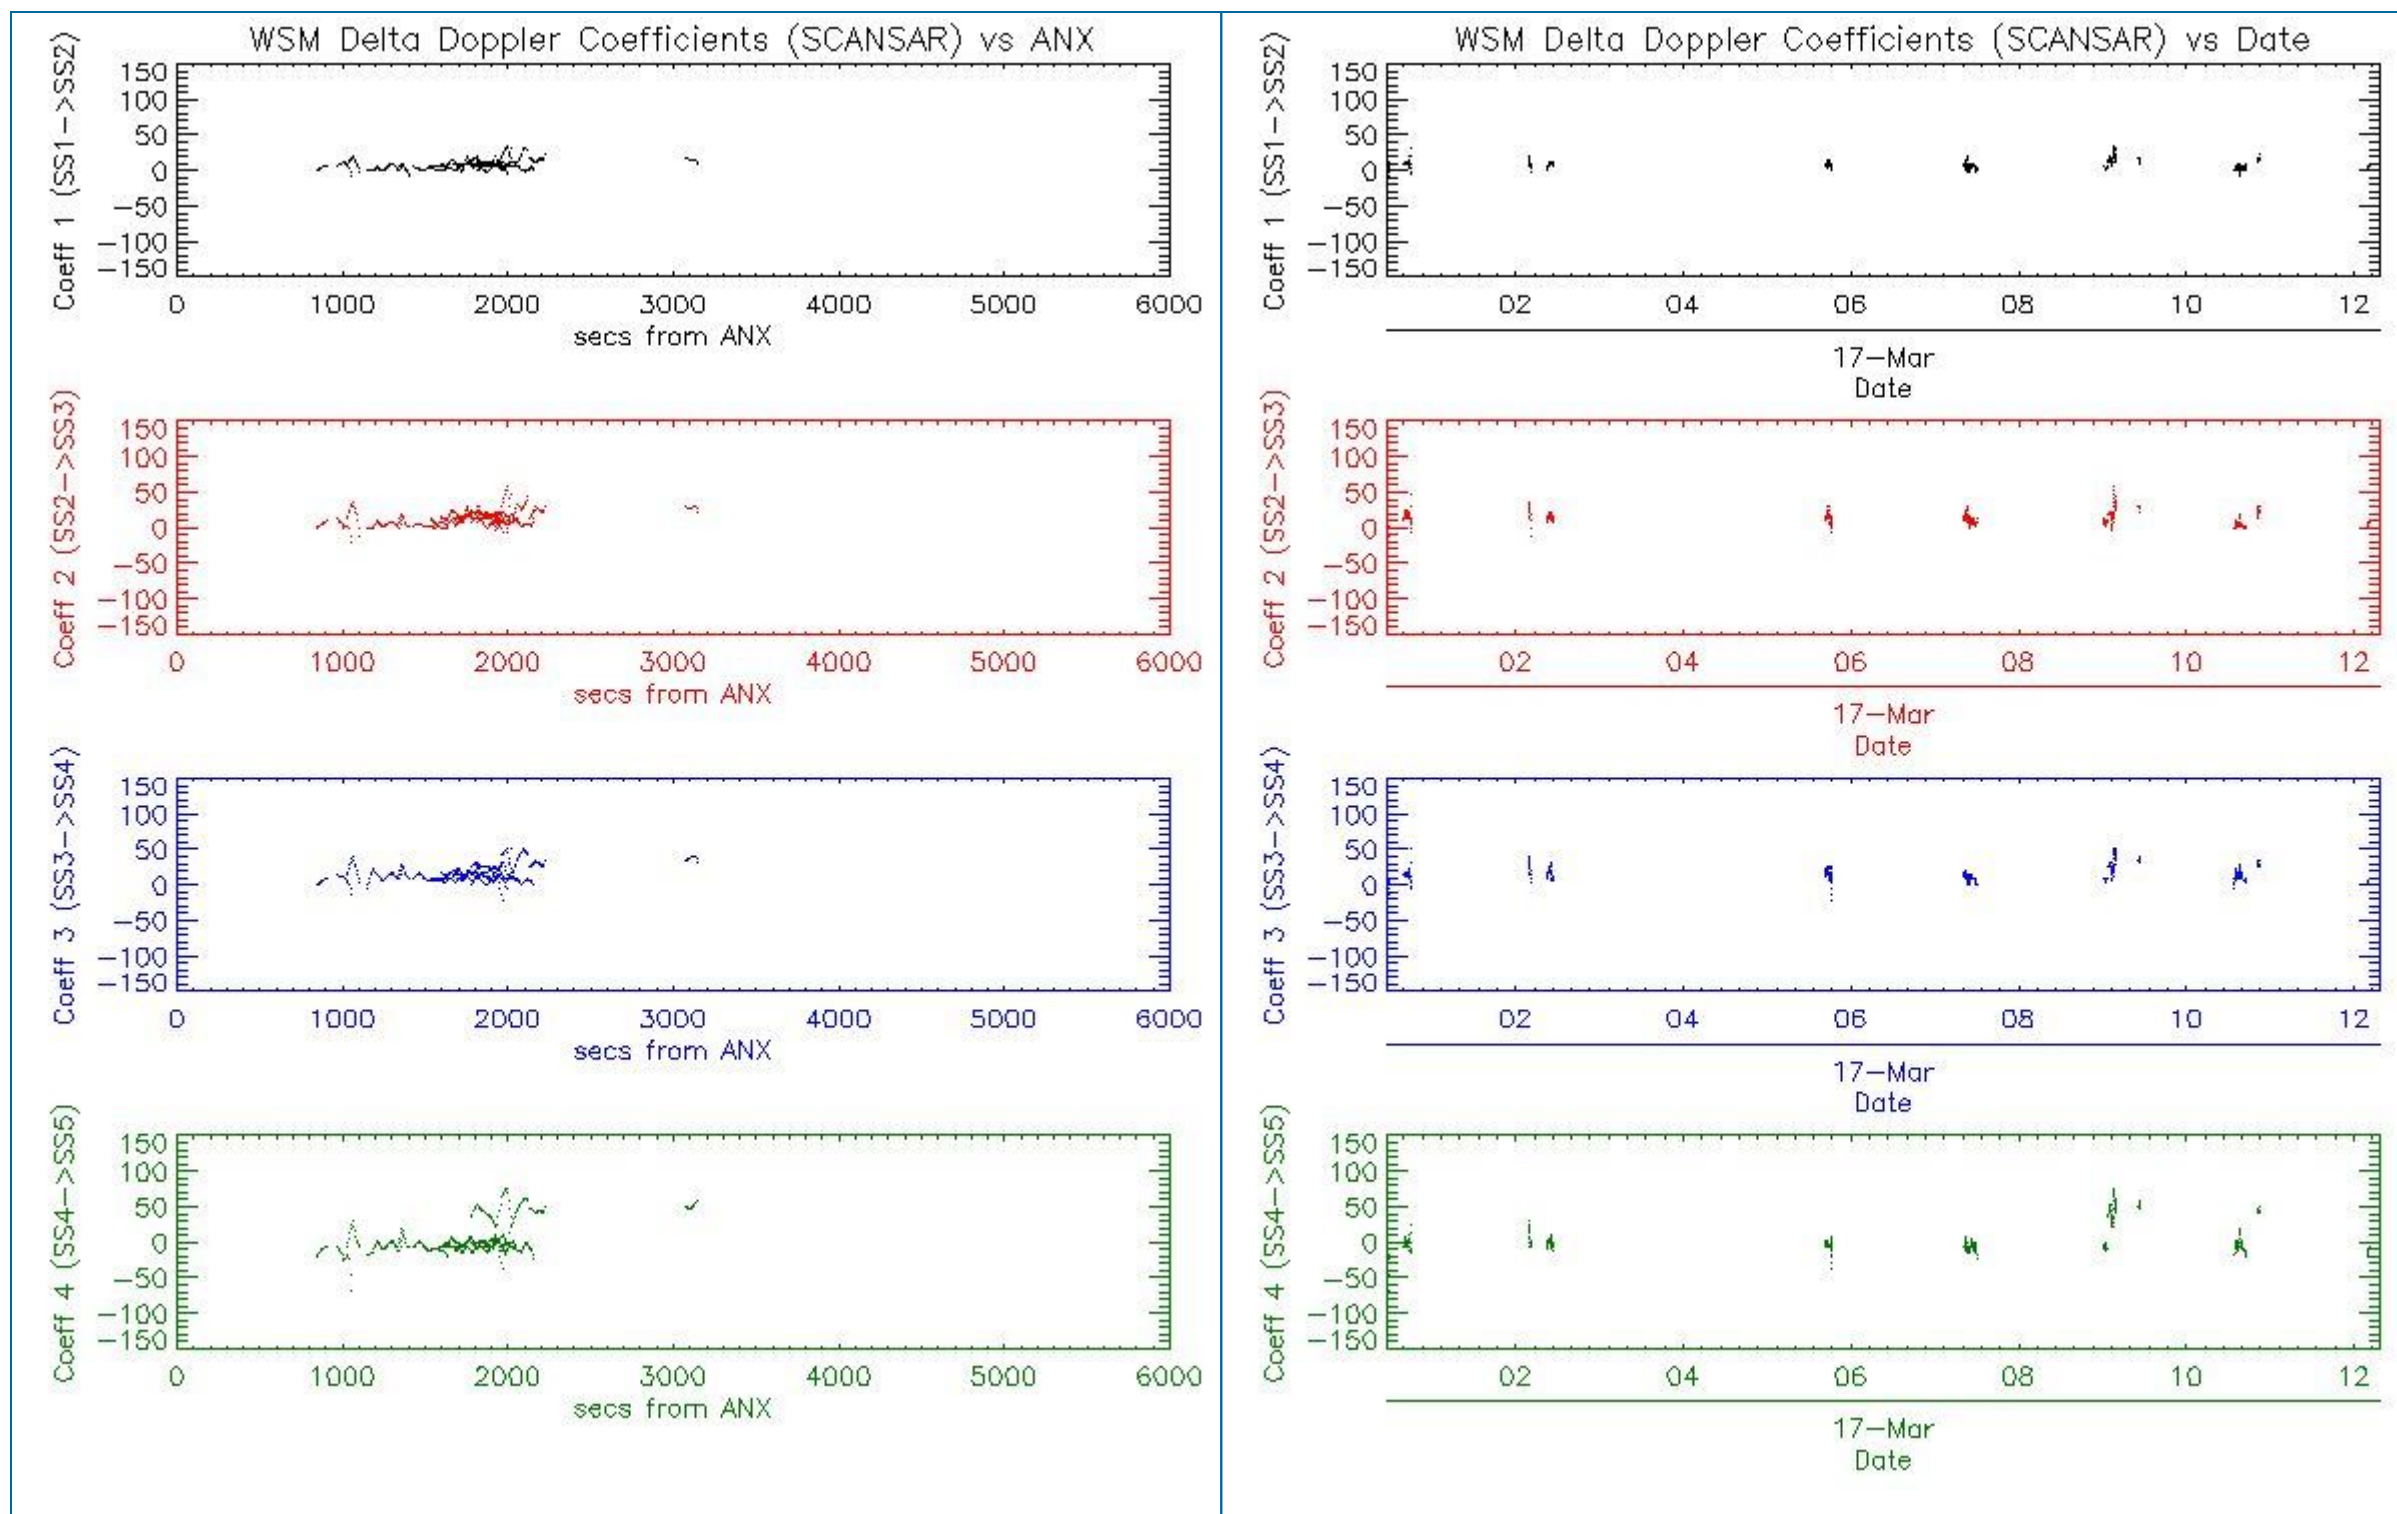 WSM Delta Doppler Coefficients (SCANSAR) vs ANX
Coeff 1 (SS1->SS2)
150
100
50
0
-50
-100
-150
0 1000 2000 3000 4000 5000 6000
secs from ANX
Coeff 2 (SS2->SS3)
150
100
50
0
-50
-100
-150
0 1000 2000 3000 4000 5000 6000
secs from ANX
Coeff 3 (SS3->SS4)
150
100
50
0
-50
-100
-150
0 1000 2000 3000 4000 5000 6000
secs from ANX
Coeff 4 (SS4->SS5)
150
100
50
0
-50
-100
-150
0 1000 2000 3000 4000 5000 6000
secs from ANX
WSM Delta Doppler Coefficients (SCANSAR) vs Date
Coeff 1 (SS1->SS2)
150
100
50
0
-50
-100
-150
02 04 06 08 10 12
17-Mar
Date
Coeff 2 (SS2->SS3)
150
100
50
0
-50
-100
-150
02 04 06 08 10 12
17-Mar
Date
Coeff 3 (SS3->SS4)
150
100
50
0
-50
-100
-150
02 04 06 08 10 12
17-Mar
Date
Coeff 4 (SS4->SS5)
150
100
50
0
-50
-100
-150
02 04 06 08 10 12
17-Mar
Date